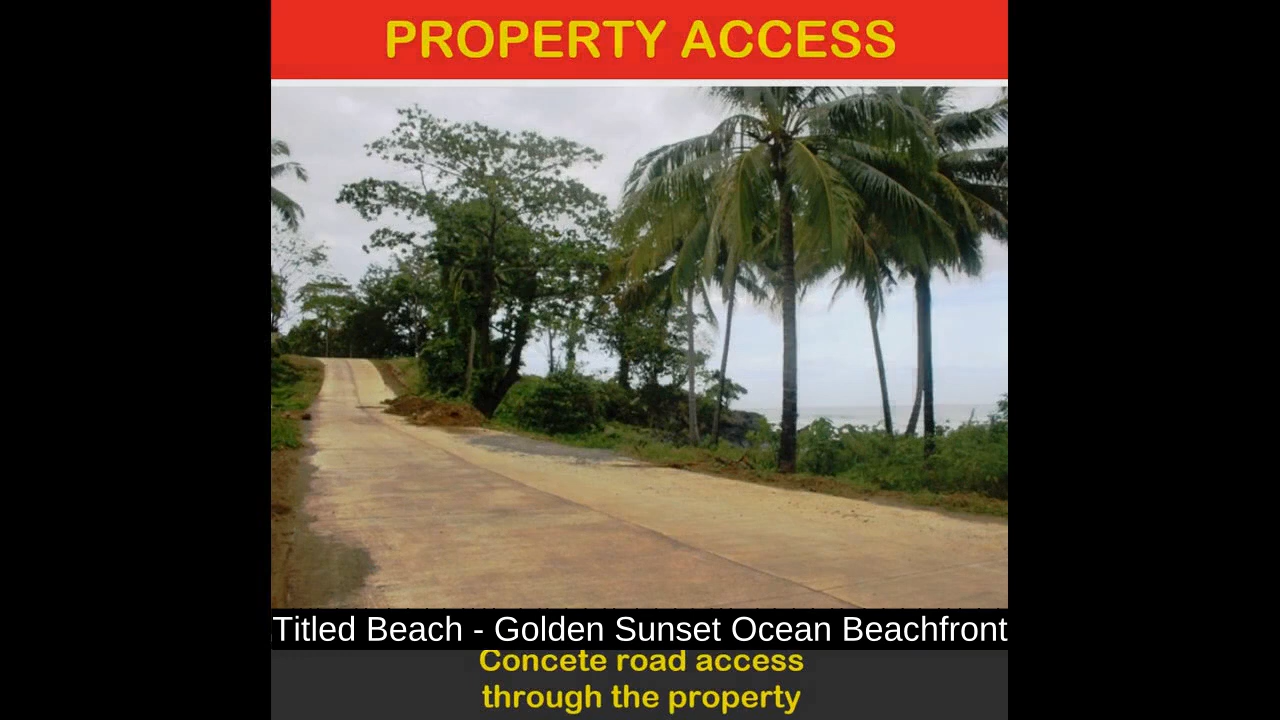 PROPERTY ACCESS
Titled Beach - Golden Sunset Ocean Beachfront
Concete road access
through the property